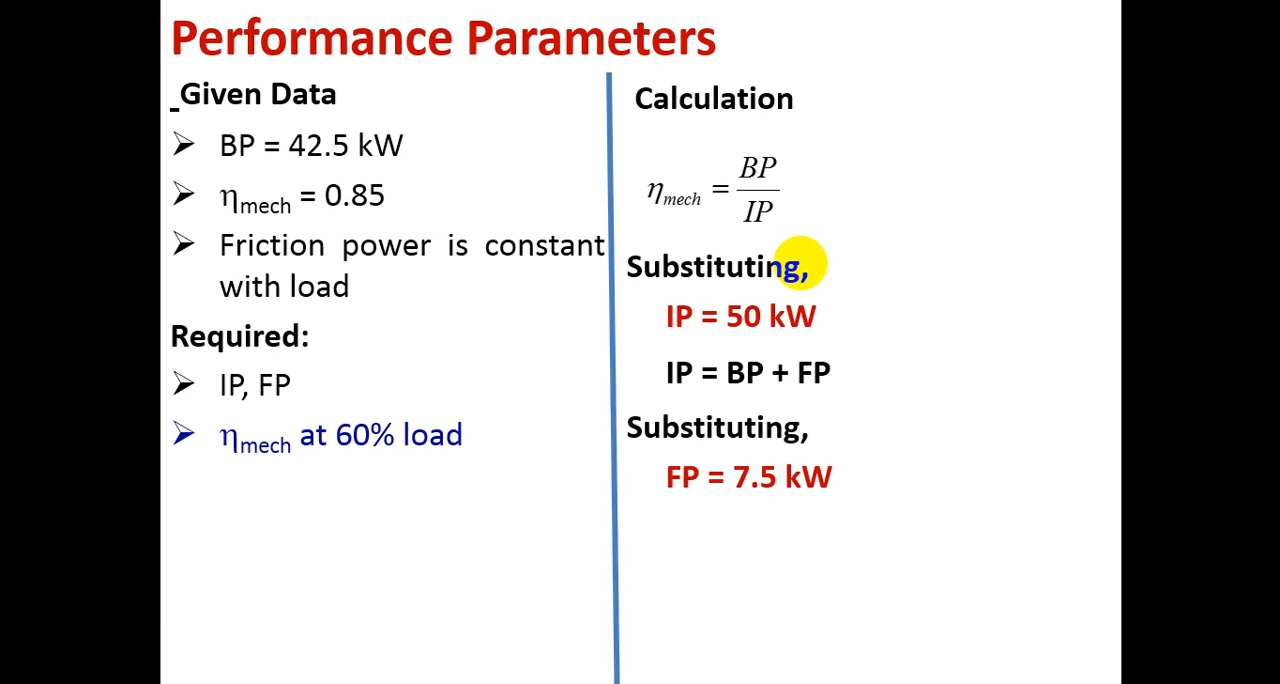 Performance Parameters
Given Data
➢ BP = 42.5 kW
➢ ηmech = 0.85
➢ Friction power is constant
with load
Required:
➢ IP, FP
➢ ηmech at 60% load
Calculation
ηmech = BP / IP
Substituting,
IP = 50 kW
IP = BP + FP
Substituting,
FP = 7.5 kW